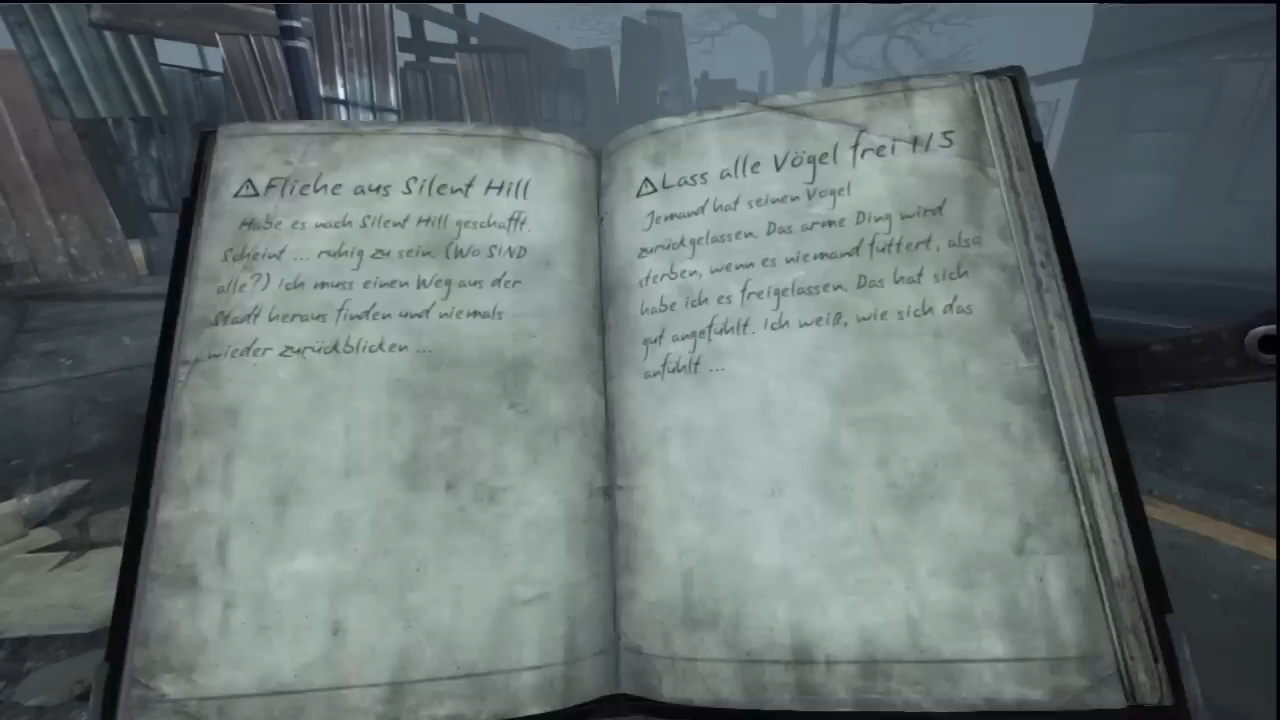 Fliehe aus Silent Hill
Habe es nach Silent Hill geschafft.
Scheint ... ruhig zu sein. (Wo SIND
alle?) Ich muss einen Weg aus der
Stadt heraus finden und niemals
wieder zurückblicken ...
Lass alle Vögel frei 1/5
Jemand hat seinen Vogel
zurückgelassen. Das arme Ding wird
sterben, wenn es niemand füttert, also
habe ich es freigelassen. Das hat sich
gut angefühlt. Ich weiß, wie sich das
anfühlt ...